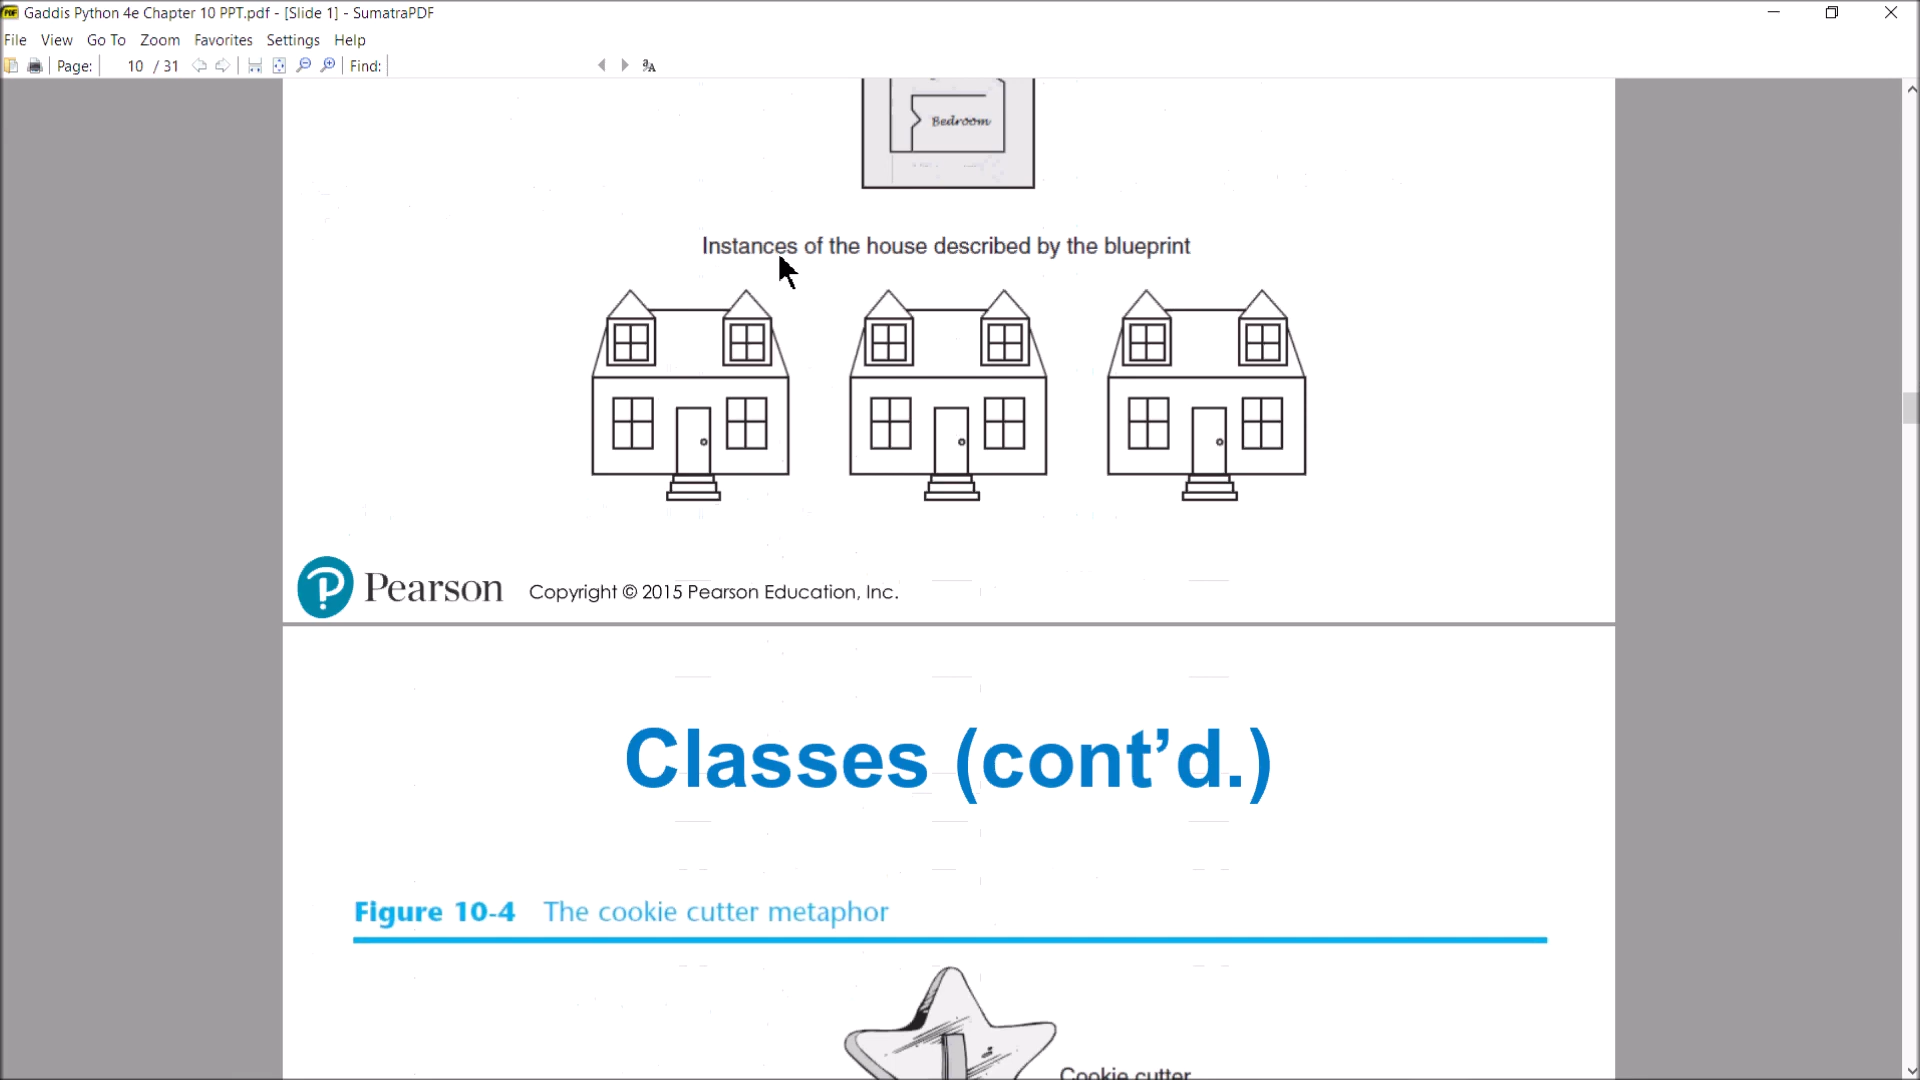 Gaddis Python 4e Chapter 10 PPT.pdf - [Slide 1] - SumatraPDF
File View Go To Zoom Favorites Settings Help
Page: 10 / 31 Find:
Bedroom
Instances of the house described by the blueprint
Pearson Copyright © 2015 Pearson Education, Inc.
Classes (cont’d.)
Figure 10-4 The cookie cutter metaphor
Cookie cutter